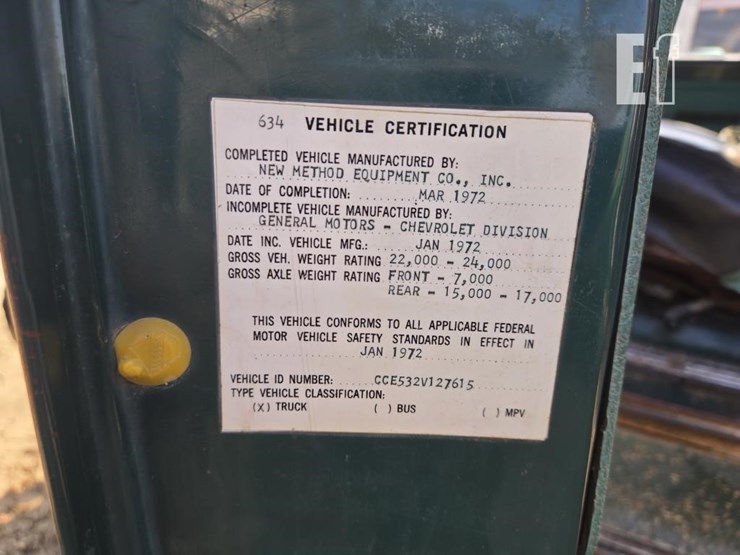 Ef
634 VEHICLE CERTIFICATION
COMPLETED VEHICLE MANUFACTURED BY:
NEW METHOD EQUIPMENT CO., INC.
DATE OF COMPLETION: MAR 1972
INCOMPLETE VEHICLE MANUFACTURED BY:
GENERAL MOTORS - CHEVROLET DIVISION
DATE INC. VEHICLE MFG.: JAN 1972
GROSS VEH. WEIGHT RATING 22,000 - 24,000
GROSS AXLE WEIGHT RATING FRONT - 7,000
REAR - 15,000 - 17,000
THIS VEHICLE CONFORMS TO ALL APPLICABLE FEDERAL
MOTOR VEHICLE SAFETY STANDARDS IN EFFECT IN
JAN 1972
VEHICLE ID NUMBER: CCE532V127615
TYPE VEHICLE CLASSIFICATION:
(X) TRUCK ( ) BUS ( ) MPV